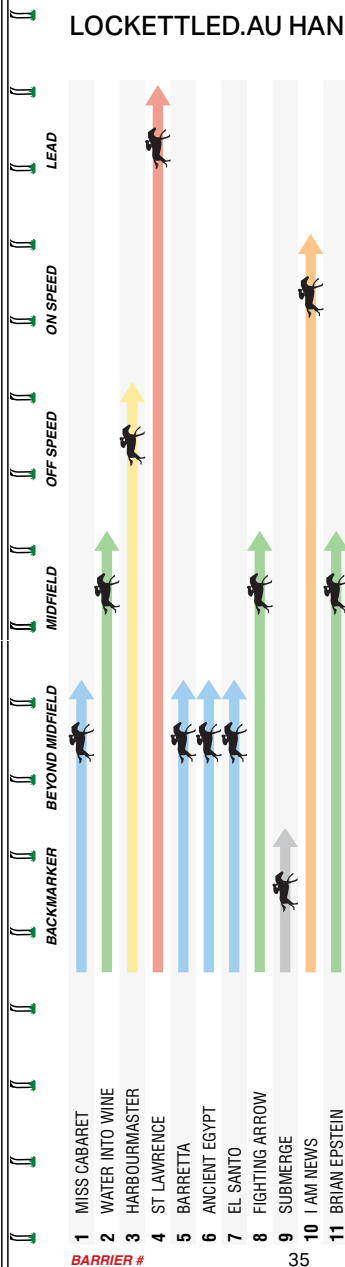 LOCKETTLED.AU HAN
LEAD
ON SPEED
OFF SPEED
MIDFIELD
BEYOND MIDFIELD
BACKMARKER
1 MISS CABARET
2 WATER INTO WINE
3 HARBOURMASTER
4 ST LAWRENCE
5 BARRETTA
6 ANCIENT EGYPT
7 EL SANTO
8 FIGHTING ARROW
9 SUBMERGE
10 I AM NEWS
11 BRIAN EPSTEIN
BARRIER #
35